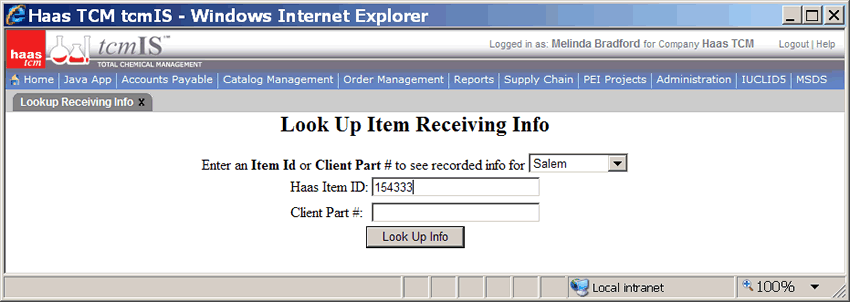 Haas TCM tcmIS - Windows Internet Explorer
haas tcm
tcmIS™
TOTAL CHEMICAL MANAGEMENT
Logged in as: Melinda Bradford for Company Haas TCM
Logout | Help
Home | Java App | Accounts Payable | Catalog Management | Order Management | Reports | Supply Chain | PEI Projects | Administration | IUCLID5 | MSDS
Lookup Receiving Info x
Look Up Item Receiving Info
Enter an Item Id or Client Part # to see recorded info for Salem
Haas Item ID: 154333
Client Part #:
Look Up Info
Local intranet
100%